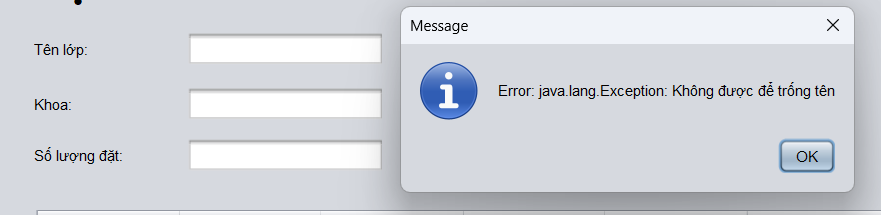 Message
Tên lớp:
Error: java.lang.Exception: Không được để trống tên
Khoa:
Số lượng đặt:
OK